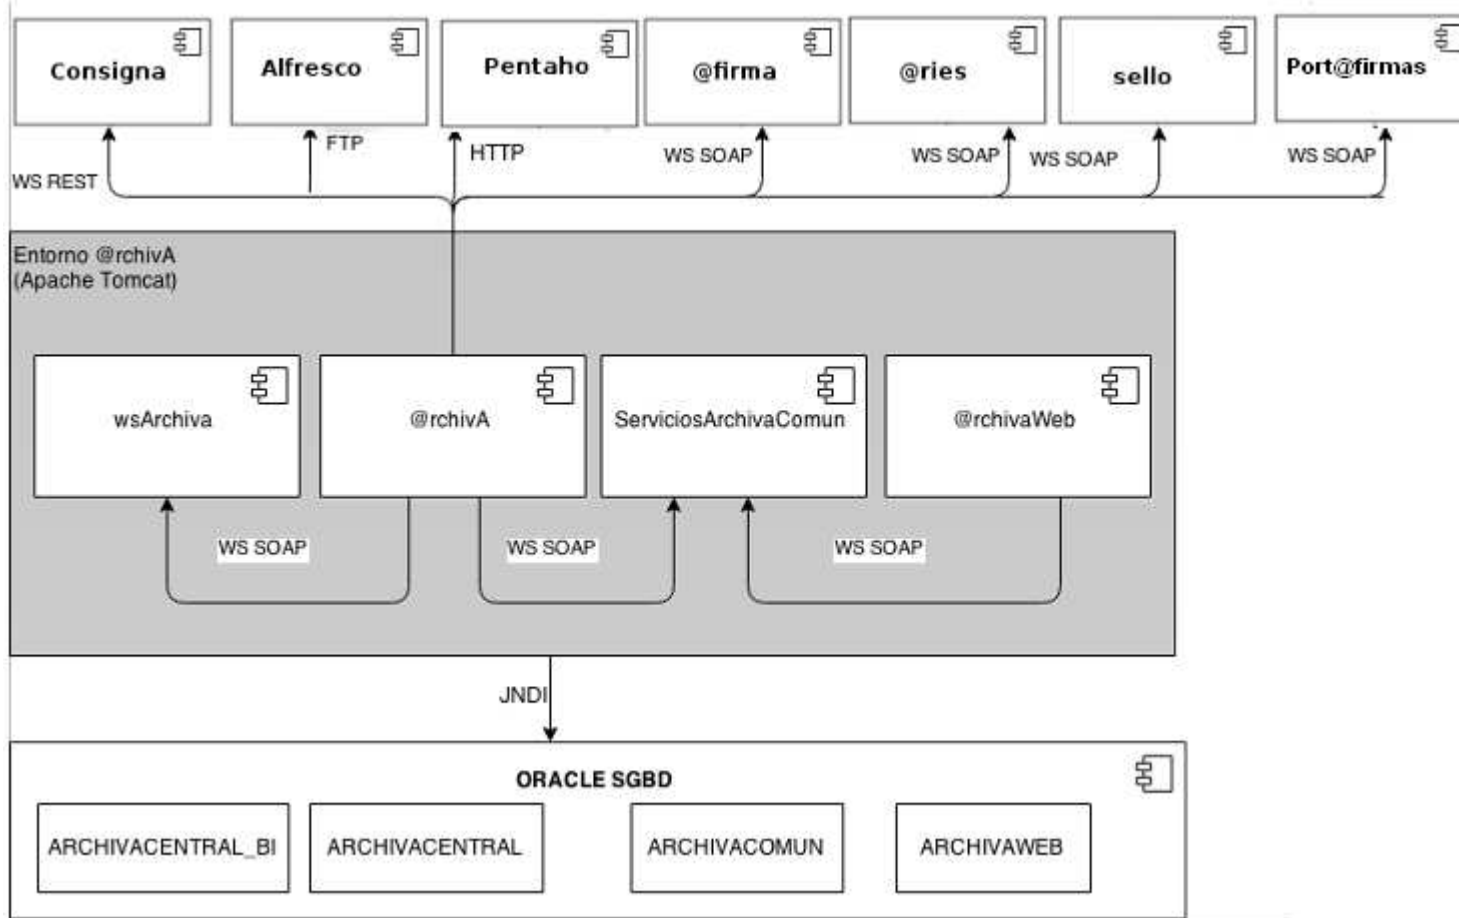 Consigna
Alfresco
Pentaho
@firma
@ries
sello
Port@firmas
WS REST
FTP
HTTP
WS SOAP
WS SOAP
WS SOAP
WS SOAP
Entorno @rchivA
(Apache Tomcat)
wsArchiva
@rchivA
ServiciosArchivaComun
@rchivaWeb
WS SOAP
WS SOAP
WS SOAP
JNDI
ORACLE SGBD
ARCHIVACENTRAL_BI
ARCHIVACENTRAL
ARCHIVACOMUN
ARCHIVAWEB